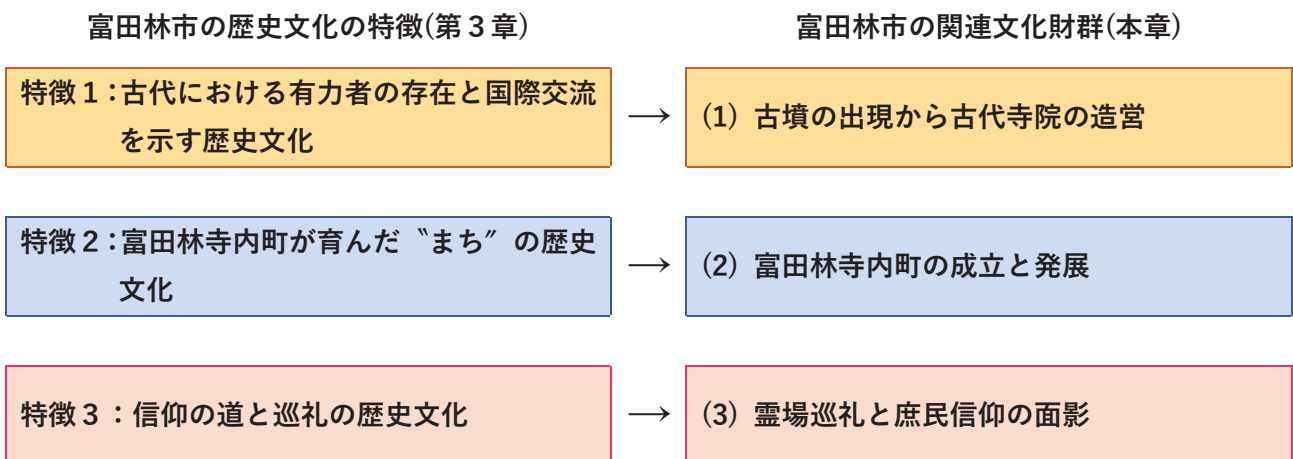 富田林市の歴史文化の特徴(第3章)
富田林市の関連文化財群(本章)
特徴1:古代における有力者の存在と国際交流
を示す歴史文化
→
(1) 古墳の出現から古代寺院の造営
特徴2:富田林寺内町が育んだ〝まち〟の歴史
文化
→
(2) 富田林寺内町の成立と発展
特徴3:信仰の道と巡礼の歴史文化
→
(3) 霊場巡礼と庶民信仰の面影